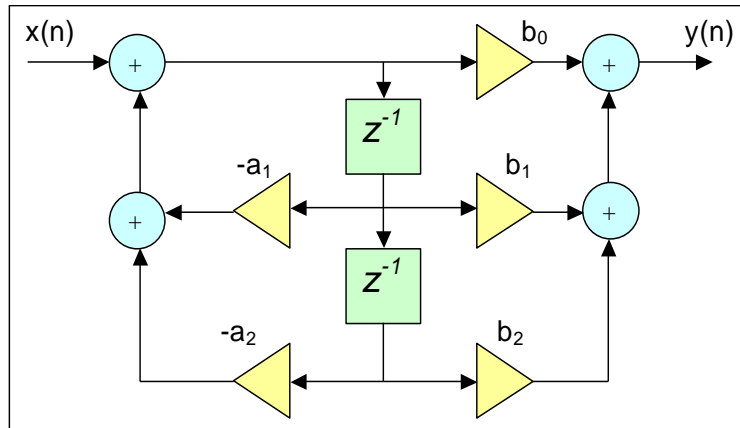 x(n) + b₀ + y(n)
z⁻¹
-a₁ b₁
+ +
z⁻¹
-a₂ b₂